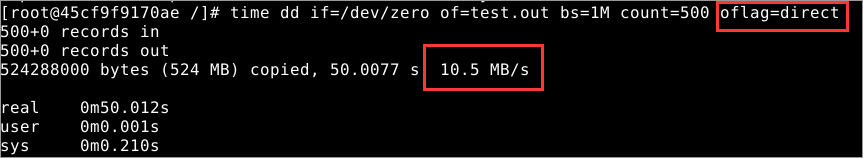 [root@45cf9f9170ae /]# time dd if=/dev/zero of=test.out bs=1M count=500 oflag=direct
500+0 records in
500+0 records out
524288000 bytes (524 MB) copied, 50.0077 s, 10.5 MB/s
real    0m50.012s
user    0m0.001s
sys     0m0.210s